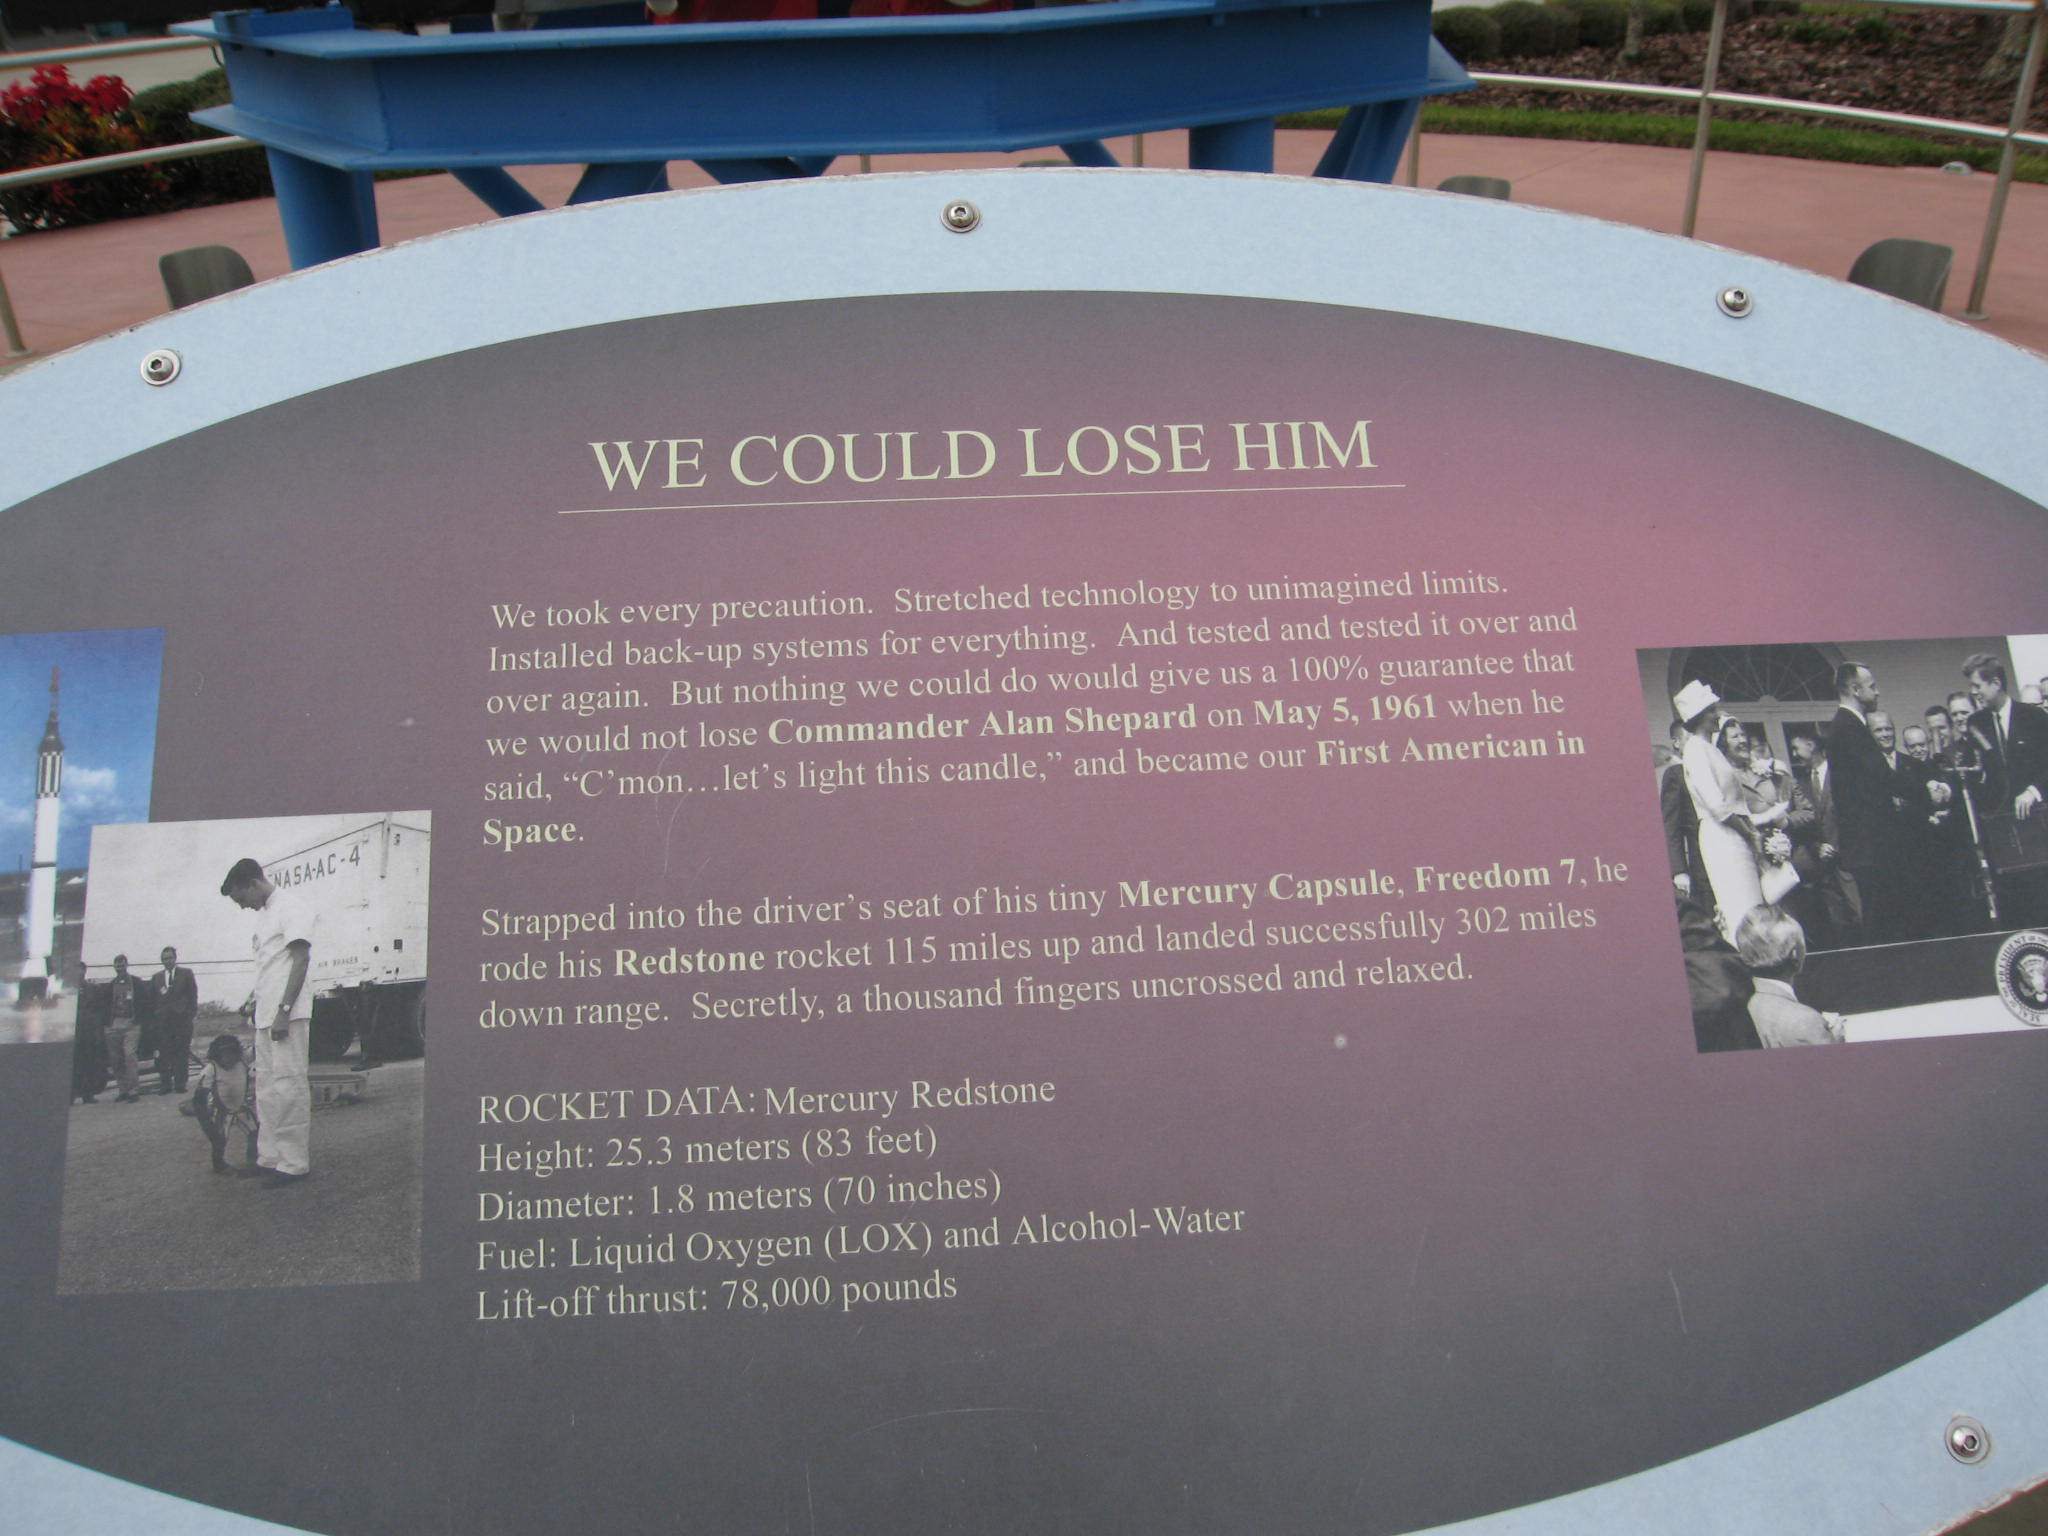 WE COULD LOSE HIM
We took every precaution. Stretched technology to unimagined limits.
Installed back-up systems for everything. And tested and tested it over and
over again. But nothing we could do would give us a 100% guarantee that
we would not lose Commander Alan Shepard on May 5, 1961 when he
said, “C’mon…let’s light this candle,” and became our First American in
Space.
Strapped into the driver’s seat of his tiny Mercury Capsule, Freedom 7, he
rode his Redstone rocket 115 miles up and landed successfully 302 miles
down range. Secretly, a thousand fingers uncrossed and relaxed.
ROCKET DATA: Mercury Redstone
Height: 25.3 meters (83 feet)
Diameter: 1.8 meters (70 inches)
Fuel: Liquid Oxygen (LOX) and Alcohol-Water
Lift-off thrust: 78,000 pounds
NASA-AC-4
AIR BRAKES